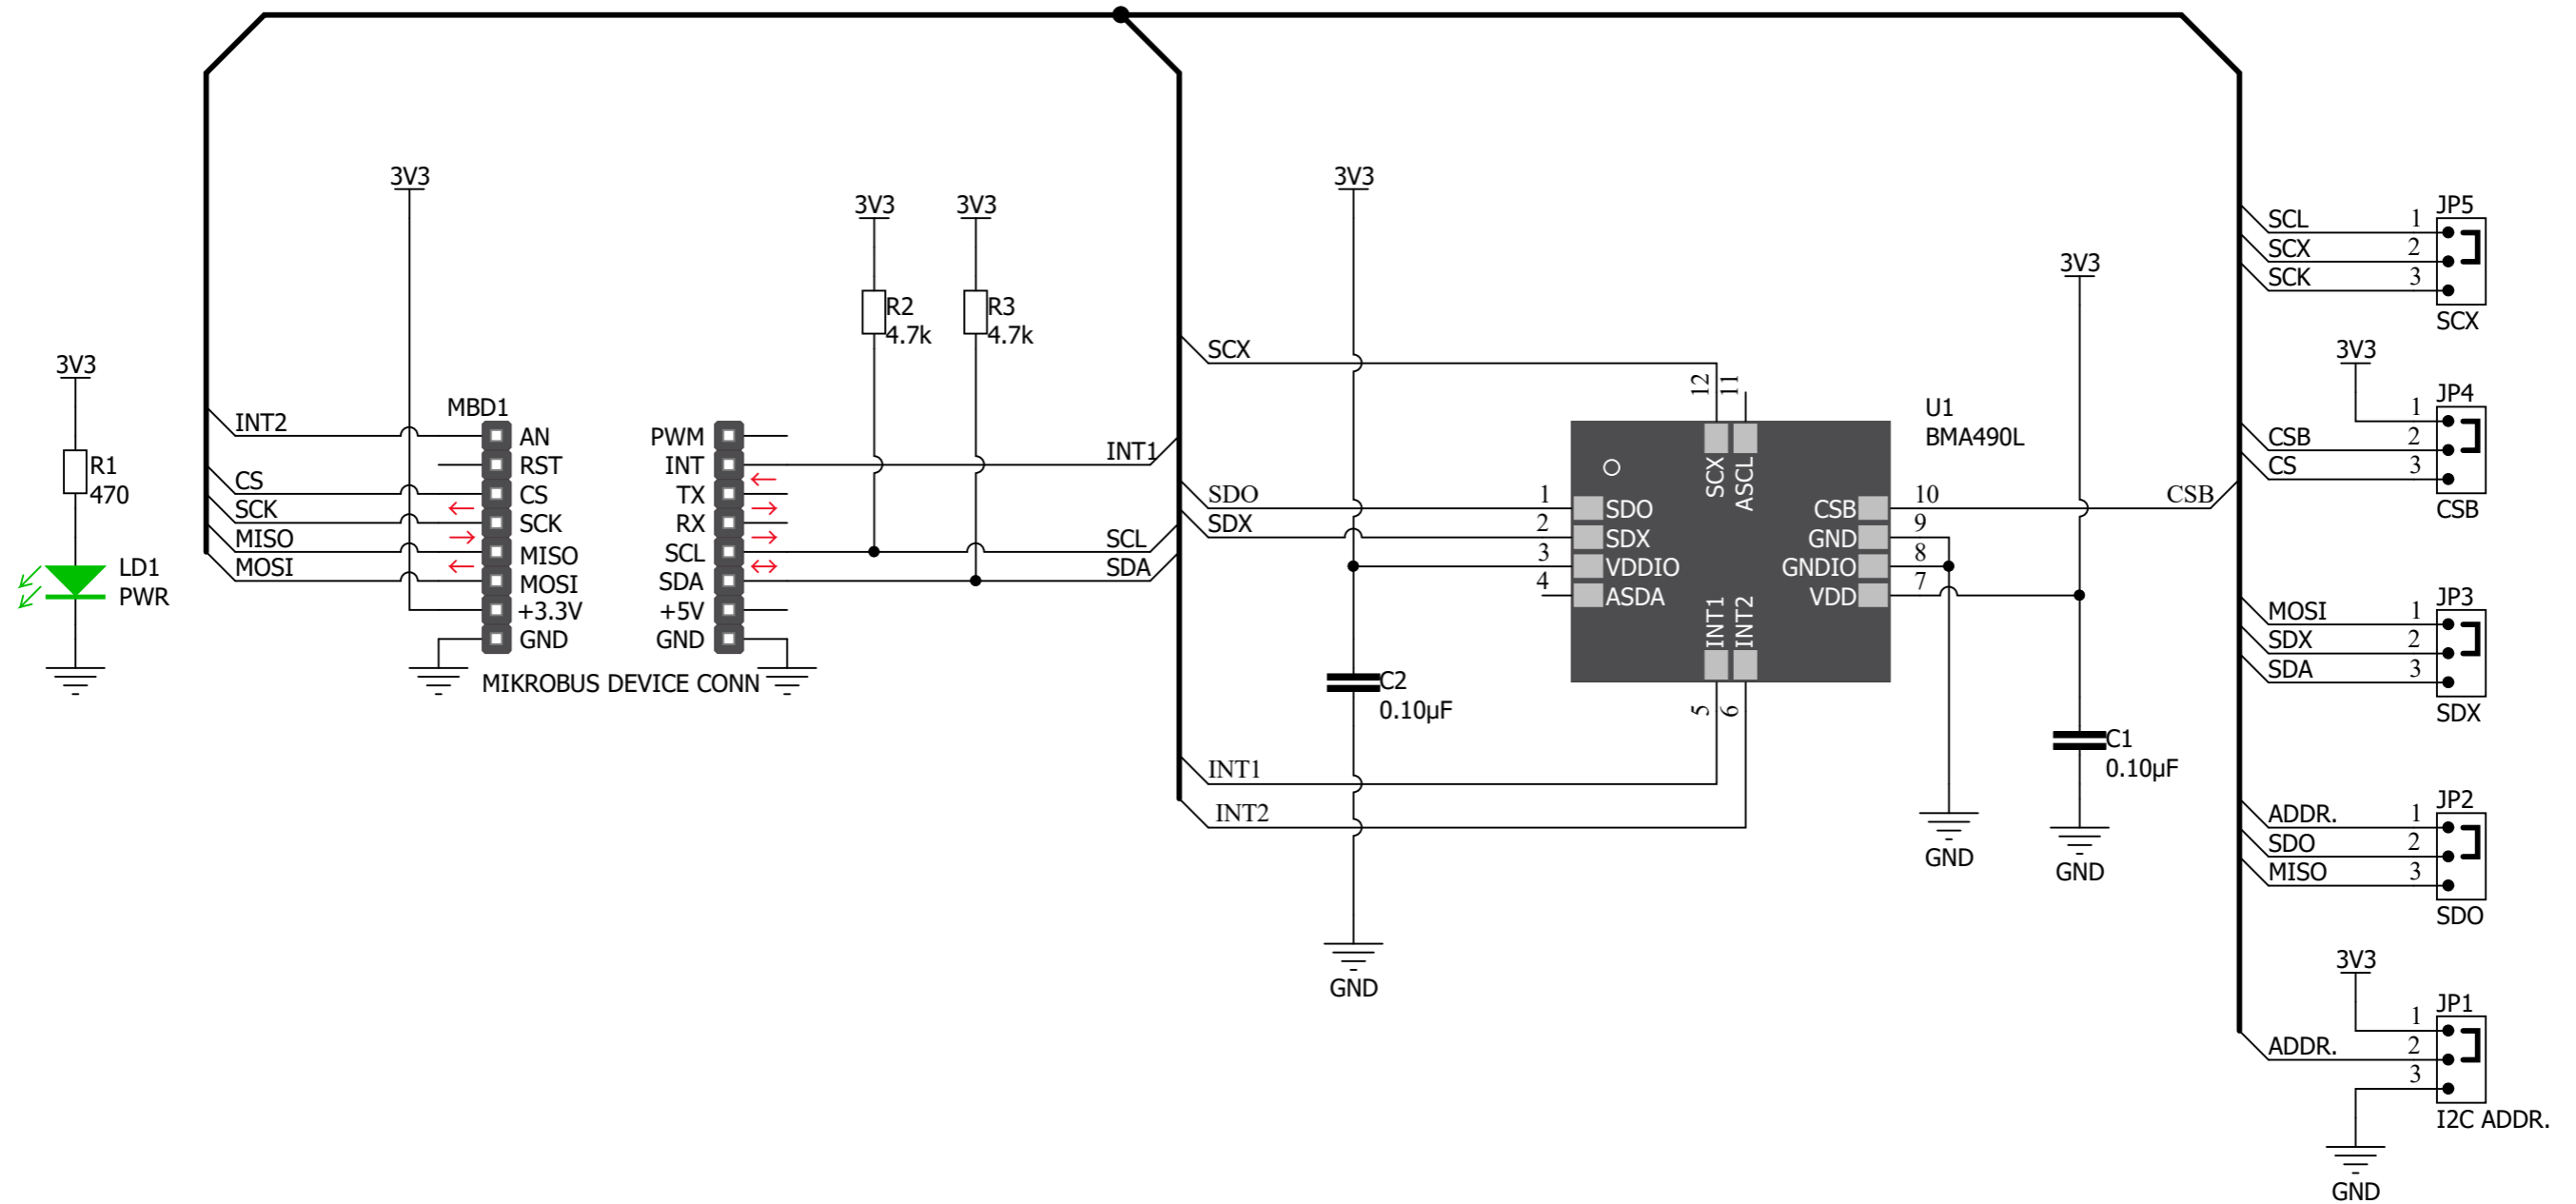 3V3
R1
470
LD1
PWR
INT2
CS
SCK
MISO
MOSI
3V3
MBD1
AN
RST
CS
SCK
MISO
MOSI
+3.3V
GND
PWM
INT
TX
RX
SCL
SDA
+5V
GND
MIKROBUS DEVICE CONN
3V3
R2
4.7k
3V3
R3
4.7k
INT1
SCL
SDA
SCX
SDO
SDX
INT1
INT2
3V3
C2
0.10µF
GND
U1
BMA490L
12
11
SCX
ASCL
1
SDO
2
SDX
3
VDDIO
4
ASDA
INT1
INT2
5
6
CSB
10
GND
9
GNDIO
8
VDD
7
CSB
GND
3V3
C1
0.10µF
GND
JP5
SCL 1
SCX 2
SCK 3
SCX
3V3
JP4
1
CSB 2
CS 3
CSB
JP3
MOSI 1
SDX 2
SDA 3
SDX
JP2
ADDR. 1
SDO 2
MISO 3
SDO
3V3
JP1
1
ADDR. 2
3
I2C ADDR.
GND